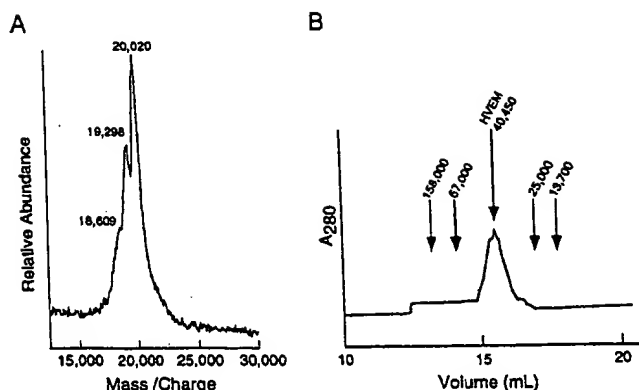 A
20,020
19,298
18,609
Relative Abundance
15,000 20,000 25,000 30,000
Mass /Charge
B
HVEM
40,450
158,000
67,000
25,000
13,700
A280
10 15 20
Volume (mL)